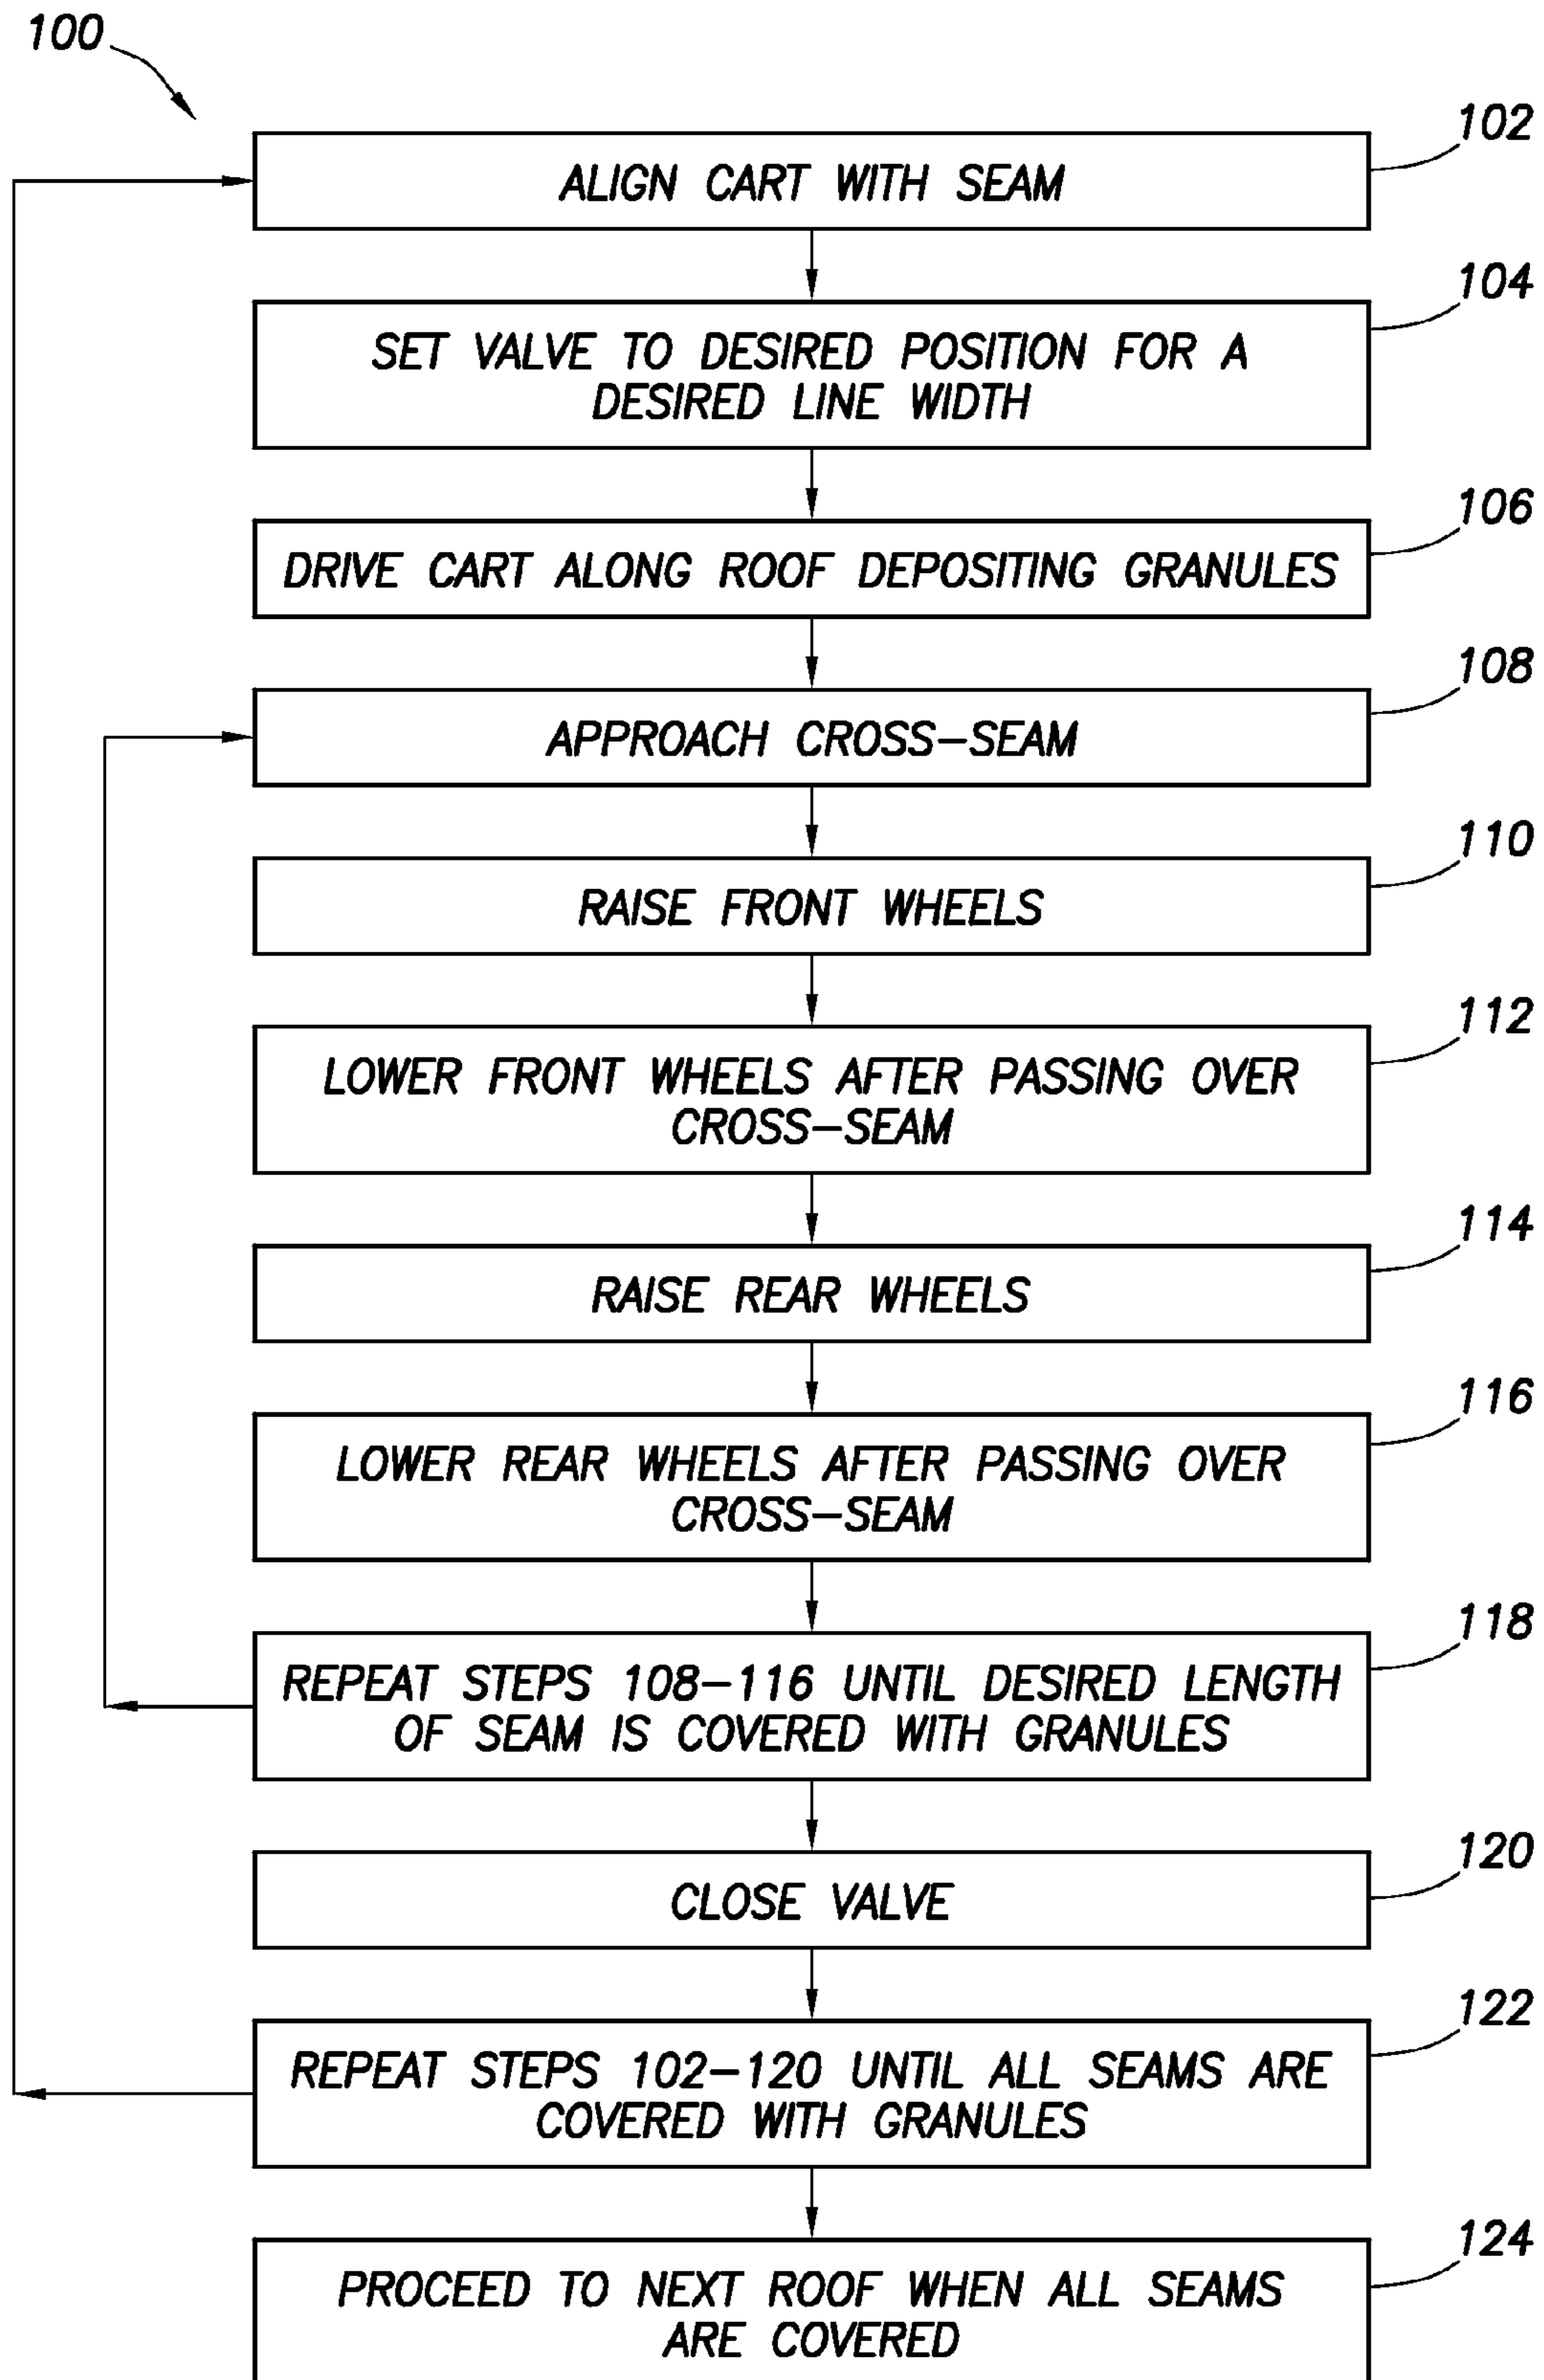 100
102
ALIGN CART WITH SEAM
104
SET VALVE TO DESIRED POSITION FOR A
DESIRED LINE WIDTH
106
DRIVE CART ALONG ROOF DEPOSITING GRANULES
108
APPROACH CROSS-SEAM
110
RAISE FRONT WHEELS
112
LOWER FRONT WHEELS AFTER PASSING OVER
CROSS-SEAM
114
RAISE REAR WHEELS
116
LOWER REAR WHEELS AFTER PASSING OVER
CROSS-SEAM
118
REPEAT STEPS 108-116 UNTIL DESIRED LENGTH
OF SEAM IS COVERED WITH GRANULES
120
CLOSE VALVE
122
REPEAT STEPS 102-120 UNTIL ALL SEAMS ARE
COVERED WITH GRANULES
124
PROCEED TO NEXT ROOF WHEN ALL SEAMS
ARE COVERED